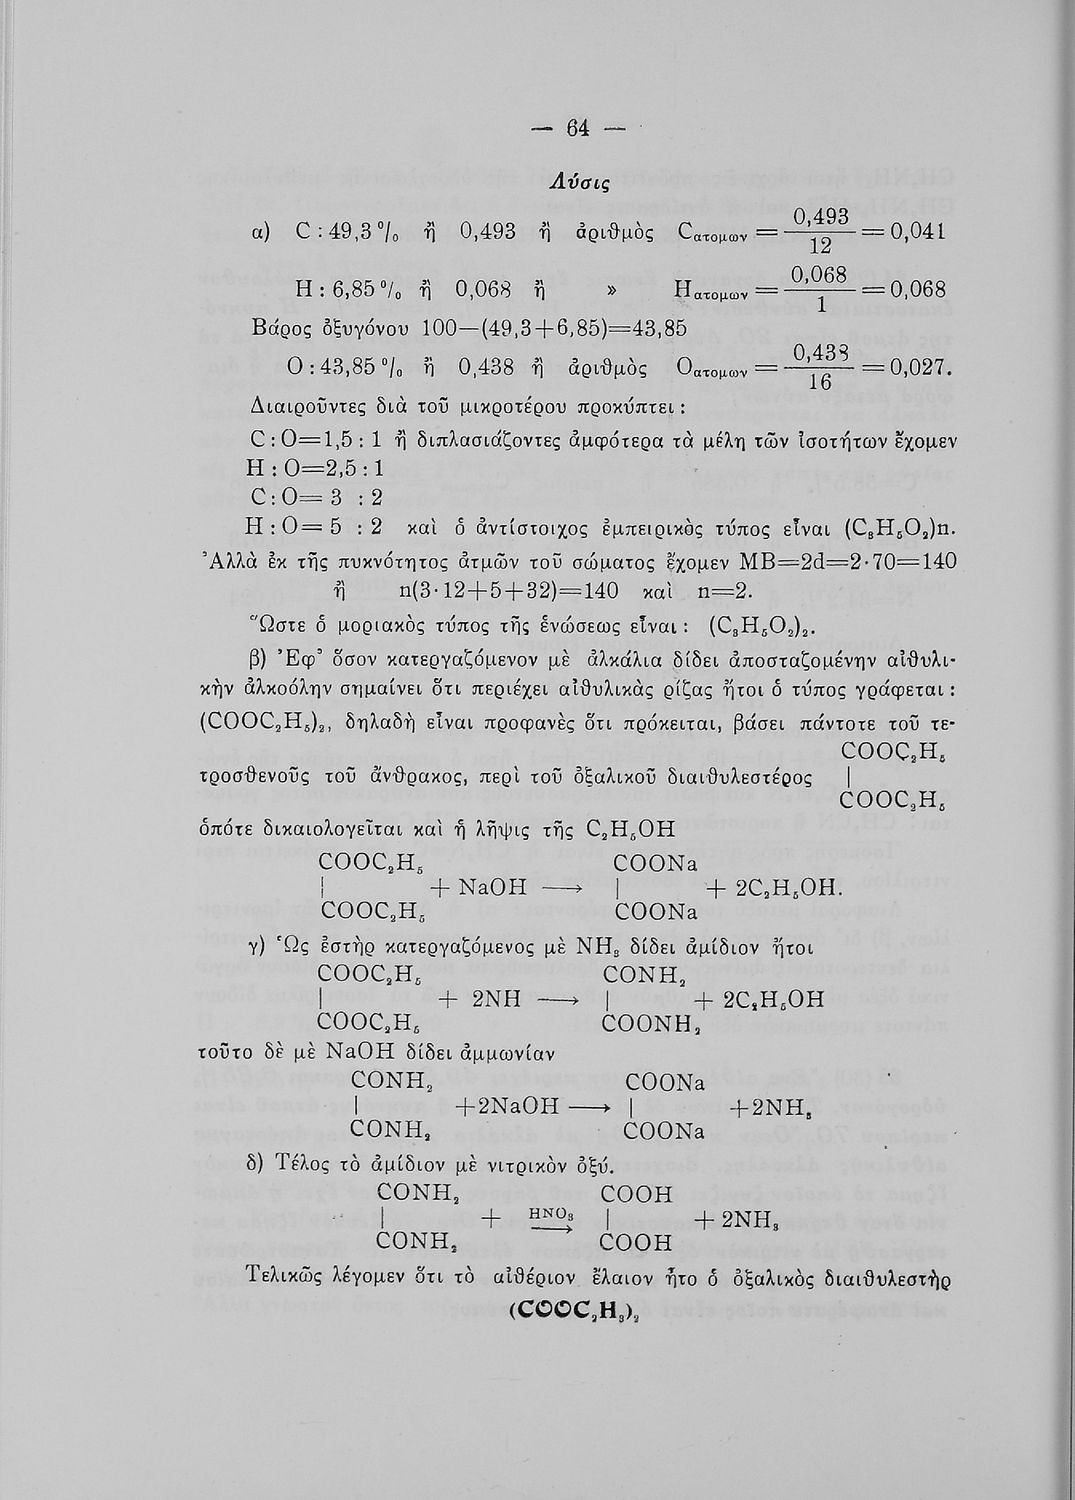 — 64 —
Λύσις
α) C : 49,3 % ἢ 0,493 ἢ ἀριθμὸς Cατομων = 0,493/12 = 0,041
H : 6,85 % ἢ 0,068 ἢ » Hατομων = 0,068/1 = 0,068
Βάρος ὀξυγόνου 100—(49,3+6,85)=43,85
O : 43,85 % ἢ 0,438 ἢ ἀριθμὸς Oατομων = 0,438/16 = 0,027.
Διαιροῦντες διὰ τοῦ μικροτέρου προκύπτει :
C : O=1,5 : 1 ἢ διπλασιάζοντες ἀμφότερα τὰ μέλη τῶν ἰσοτήτων ἔχομεν
H : O=2,5 : 1
C : O= 3 : 2
H : O= 5 : 2 καὶ ὁ ἀντίστοιχος ἐμπειρικὸς τύπος εἶναι (C₃H₅O₂)n.
Ἀλλὰ ἐκ τῆς πυκνότητος ἀτμῶν τοῦ σώματος ἔχομεν MB=2d=2·70=140
ἢ n(3·12+5+32)=140 καὶ n=2.
Ὥστε ὁ μοριακὸς τύπος τῆς ἑνώσεως εἶναι : (C₃H₅O₂)₂.
β) Ἐφ' ὅσον κατεργαζόμενον μὲ ἀλκάλια δίδει ἀποσταζομένην αἰθυλι-
κὴν ἀλκοόλην σημαίνει ὅτι περιέχει αἰθυλικὰς ρίζας ἤτοι ὁ τύπος γράφεται :
(COOC₂H₅)₂, δηλαδὴ εἶναι προφανὲς ὅτι πρόκειται, βάσει πάντοτε τοῦ τε-
COOC₂H₅
τροσθενοῦς τοῦ ἄνθρακος, περὶ τοῦ ὀξαλικοῦ διαιθυλεστέρος |
COOC₂H₅
ὁπότε δικαιολογεῖται καὶ ἡ λῆψις τῆς C₂H₅OH
COOC₂H₅ COONa
| + NaOH ⟶ | + 2C₂H₅OH.
COOC₂H₅ COONa
γ) Ὡς ἐστὴρ κατεργαζόμενος μὲ NH₃ δίδει ἀμίδιον ἤτοι
COOC₂H₅ CONH₂
| + 2NH ⟶ | + 2C₂H₅OH
COOC₂H₅ COONH₂
τοῦτο δὲ μὲ NaOH δίδει ἀμμωνίαν
CONH₂ COONa
| +2NaOH ⟶ | +2NH₃
CONH₂ COONa
δ) Τέλος τὸ ἀμίδιον μὲ νιτρικὸν ὀξύ.
CONH₂ COOH
| + HNO₃ ⟶ | + 2NH₃
CONH₂ COOH
Τελικῶς λέγομεν ὅτι τὸ αἰθέριον ἔλαιον ἦτο ὁ ὀξαλικὸς διαιθυλεστὴρ
(COOC₂H₅)₂